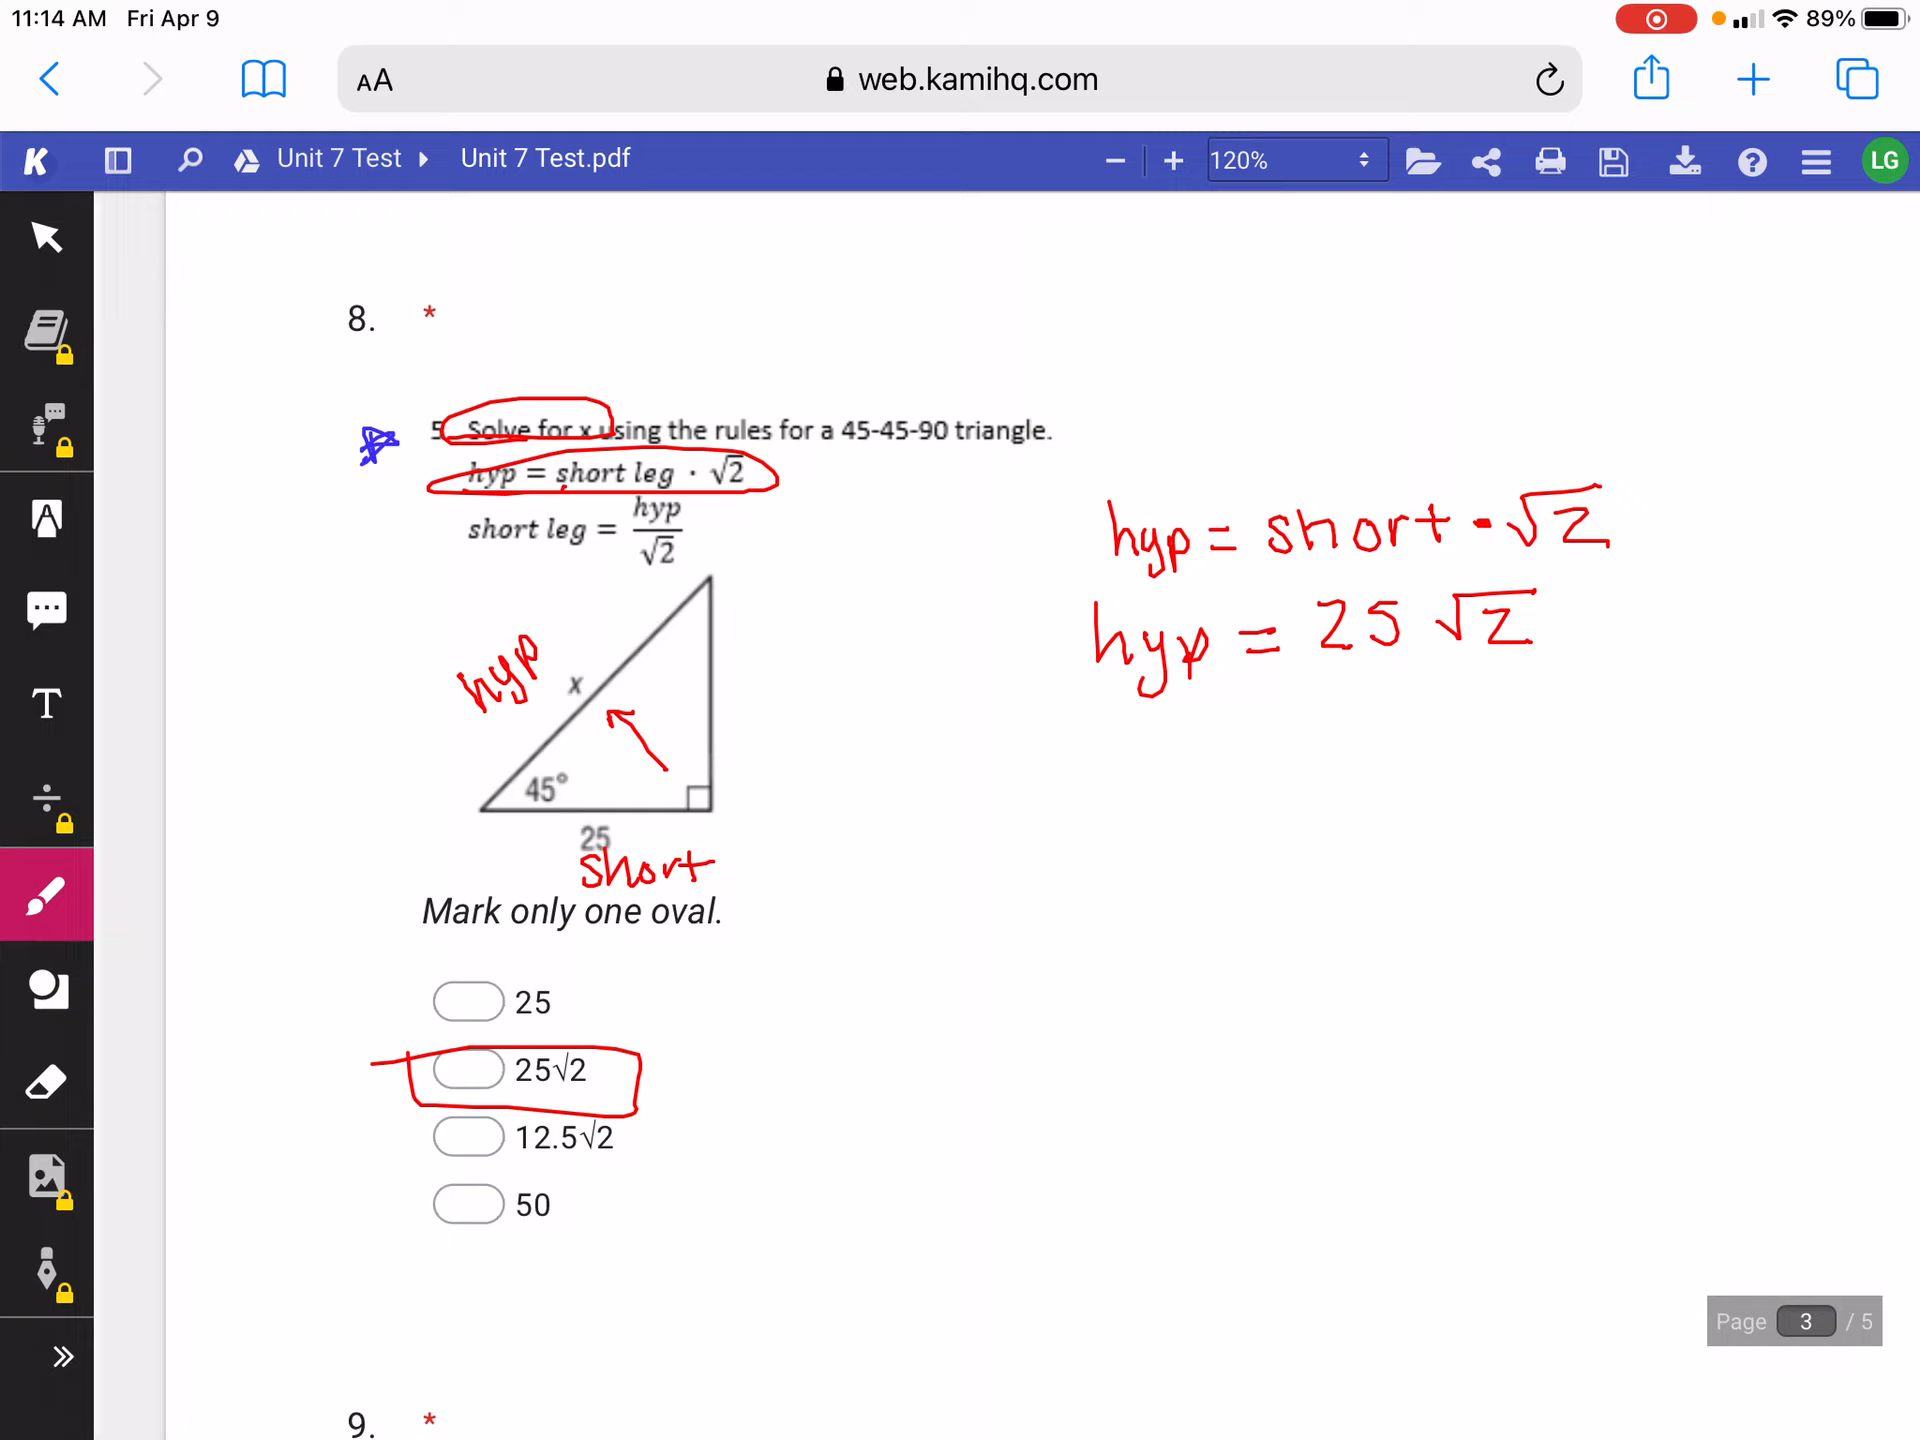 11:14 AM Fri Apr 9
89%
AA
web.kamihq.com
K
Unit 7 Test
Unit 7 Test.pdf
120%
LG
8. *
5. Solve for x using the rules for a 45-45-90 triangle.
hyp = short leg · √2
short leg = hyp/√2
hyp = short · √2
hyp = 25 √2
hyp
x
45°
25
short
Mark only one oval.
25
25√2
12.5√2
50
Page 3 / 5
9. *